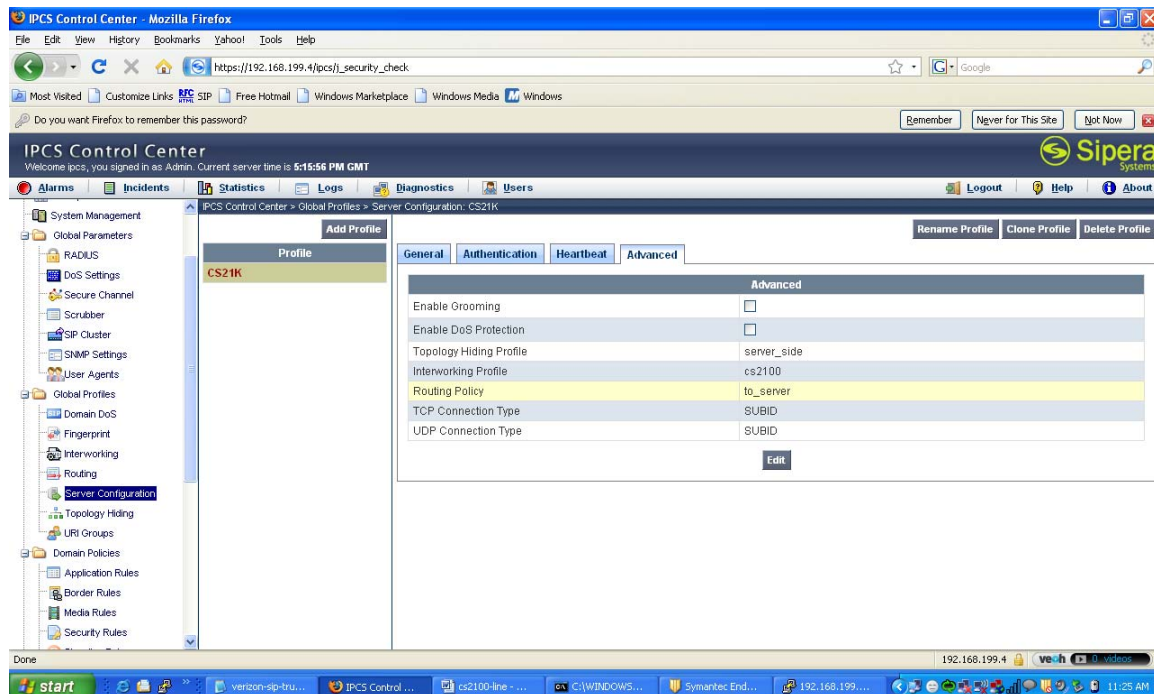 IPCS Control Center - Mozilla Firefox
File Edit View History Bookmarks Yahoo! Tools Help
https://192.168.199.4/ipcs/j_security_check
Google
Most Visited Customize Links SIP Free Hotmail Windows Marketplace Windows Media Windows
Do you want Firefox to remember this password? Remember Never for This Site Not Now
IPCS Control Center
Welcome ipcs, you signed in as Admin. Current server time is 5:15:56 PM GMT
Sipera
Systems
Alarms Incidents Statistics Logs Diagnostics Users Logout Help About
IPCS Control Center > Global Profiles > Server Configuration: CS21K
System Management
Global Parameters
RADIUS
DoS Settings
Secure Channel
Scrubber
SIP Cluster
SNMP Settings
User Agents
Global Profiles
Domain DoS
Fingerprint
Interworking
Routing
Server Configuration
Topology Hiding
URI Groups
Domain Policies
Application Rules
Border Rules
Media Rules
Security Rules
Add Profile
Profile
CS21K
Rename Profile Clone Profile Delete Profile
General Authentication Heartbeat Advanced
Advanced
Enable Grooming
Enable DoS Protection
Topology Hiding Profile server_side
Interworking Profile cs2100
Routing Policy to_server
TCP Connection Type SUBID
UDP Connection Type SUBID
Edit
Done 192.168.199.4 veoh 0 videos
start verizon-sip-tru... IPCS Control ... cs2100-line - ... C:\WINDOWS... Symantec End... 192.168.199.... 11:25 AM